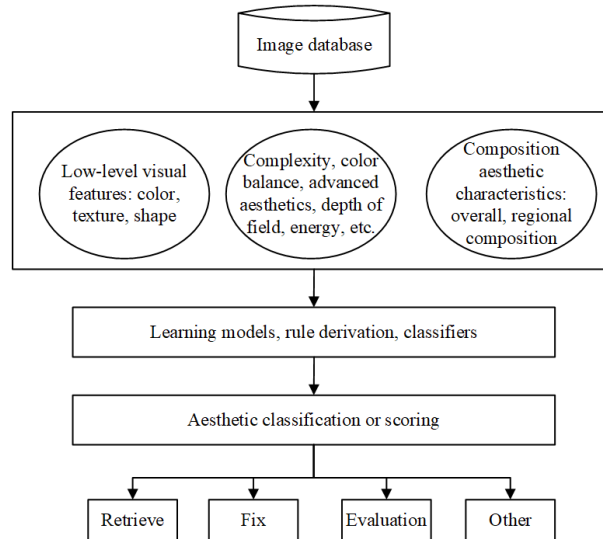 Image database
Low-level visual
features: color,
texture, shape
Complexity, color
balance, advanced
aesthetics, depth of
field, energy, etc.
Composition
aesthetic
characteristics:
overall, regional
composition
Learning models, rule derivation, classifiers
Aesthetic classification or scoring
Retrieve
Fix
Evaluation
Other